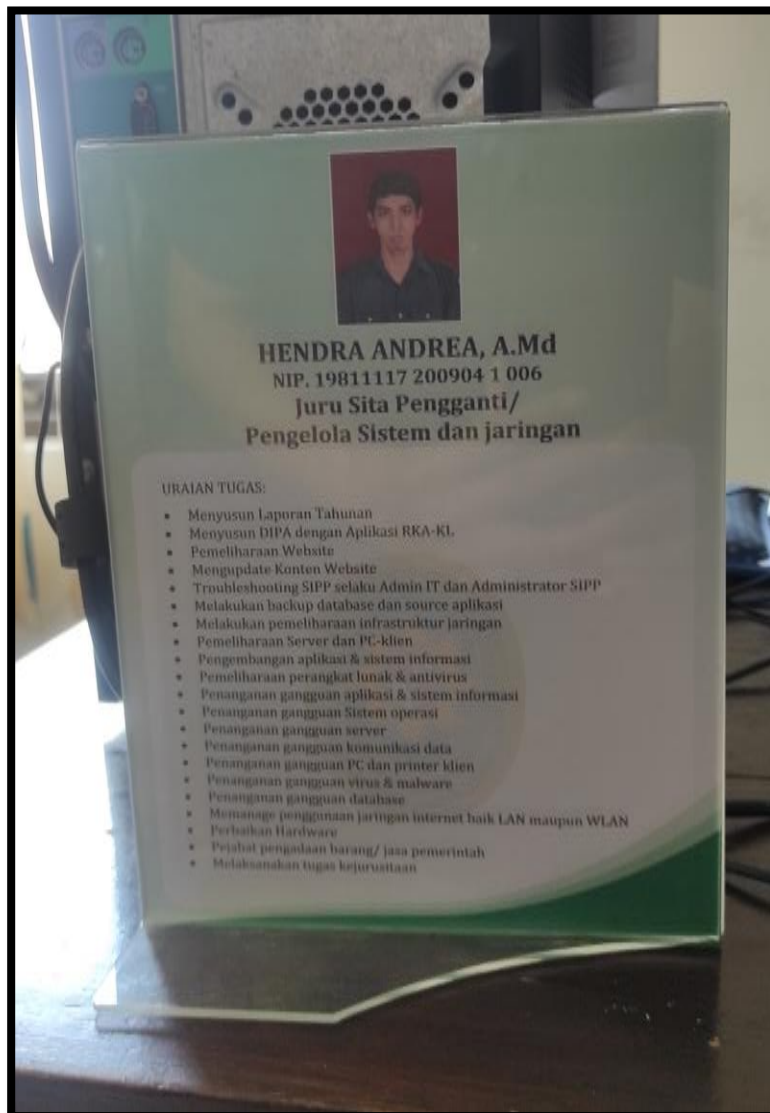 HENDRA ANDREA, A.Md
NIP. 19811117 200904 1 006
Juru Sita Pengganti/
Pengelola Sistem dan jaringan
URAIAN TUGAS:
• Menyusun Laporan Tahunan
• Menyusun DIPA dengan Aplikasi RKA-KL
• Pemeliharaan Website
• Mengupdate Konten Website
• Troubleshooting SIPP selaku Admin IT dan Administrator SIPP
• Melakukan backup database dan source aplikasi
• Melakukan pemeliharaan infrastruktur jaringan
• Pemeliharaan Server dan PC-klien
• Pengembangan aplikasi & sistem informasi
• Pemeliharaan perangkat lunak & antivirus
• Penanganan gangguan aplikasi & sistem informasi
• Penanganan gangguan Sistem operasi
• Penanganan gangguan server
• Penanganan gangguan komunikasi data
• Penanganan gangguan PC dan printer klien
• Penanganan gangguan virus & malware
• Penanganan gangguan database
• Memanage penggunaan jaringan internet baik LAN maupun WLAN
• Perbaikan Hardware
• Pejabat pengadaan barang/ jasa pemerintah
• Melaksanakan tugas kejurusitaan